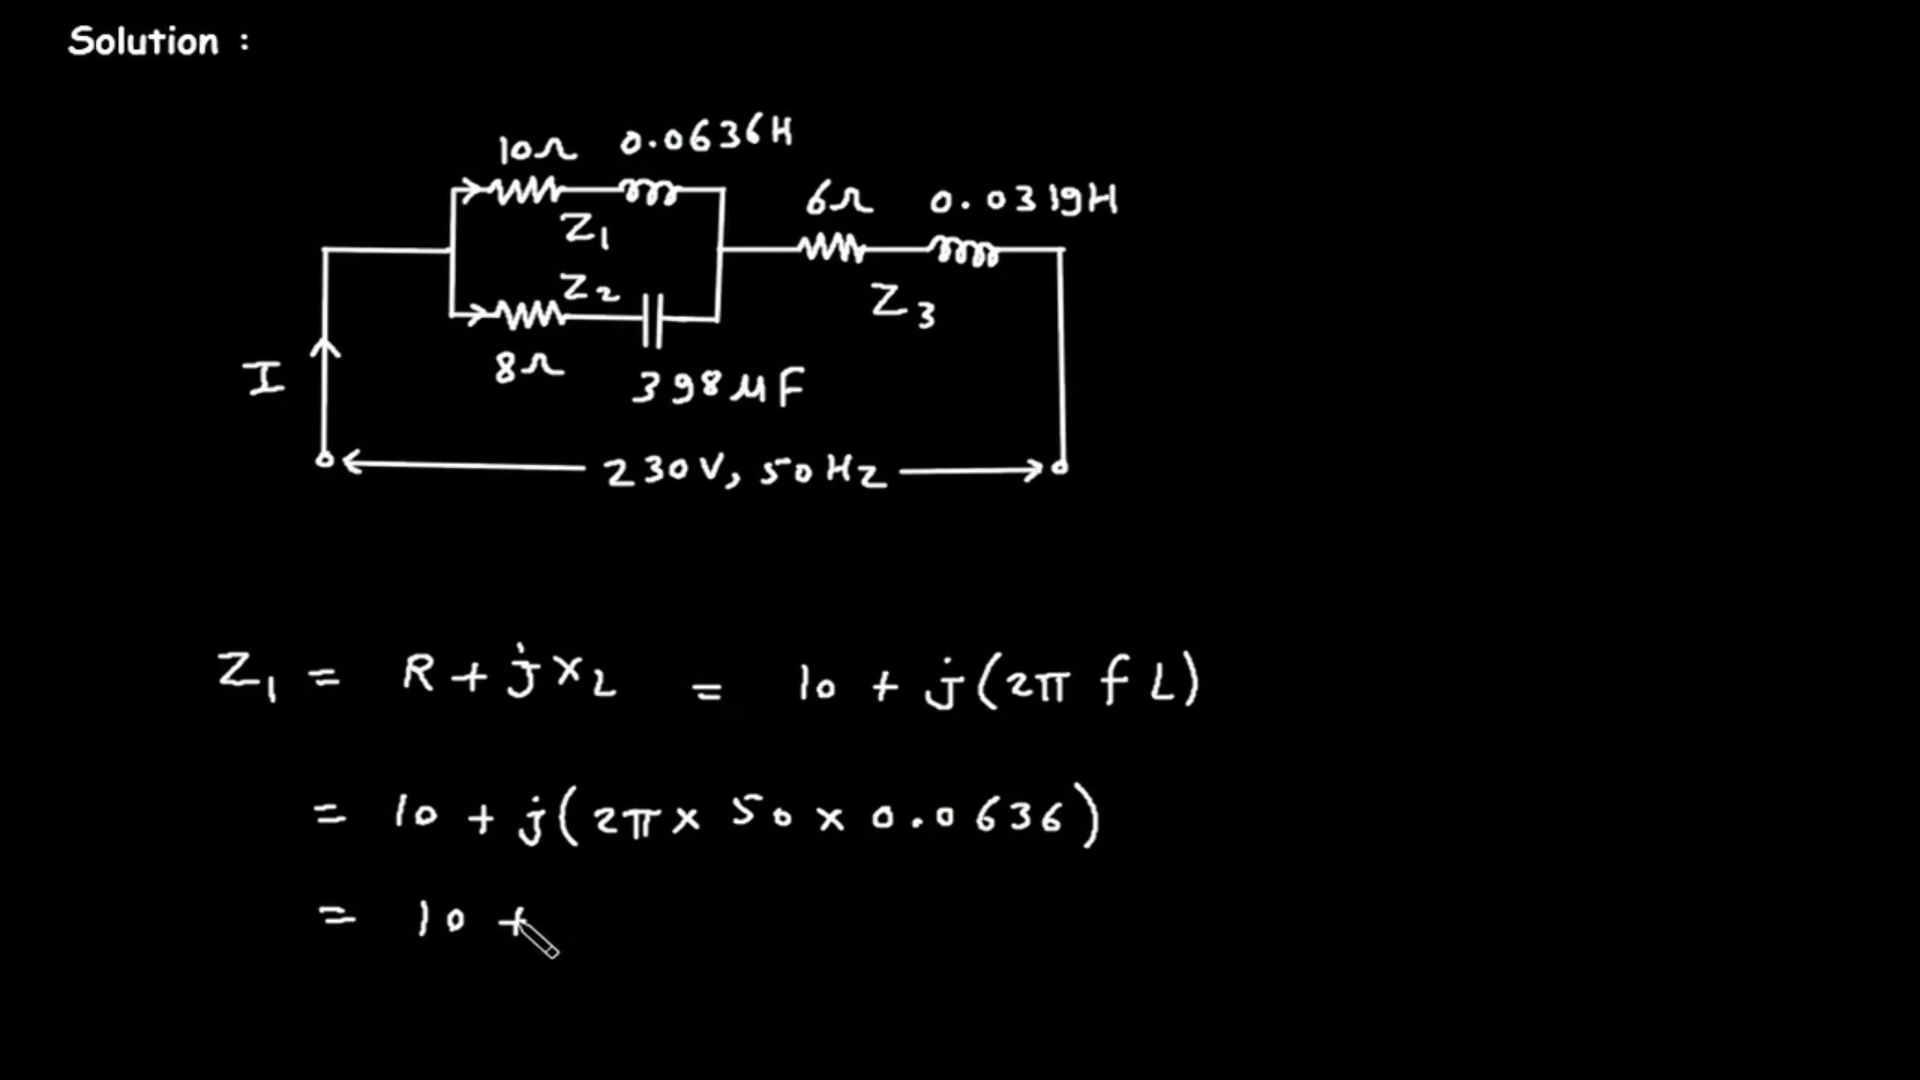 Solution :
10Ω 0.0636H
Z1
6Ω 0.0319H
Z2
Z3
8Ω
398μF
I
230V, 50Hz
Z1 = R + jXL = 10 + j(2π f L)
= 10 + j(2π × 50 × 0.0636)
= 10 +